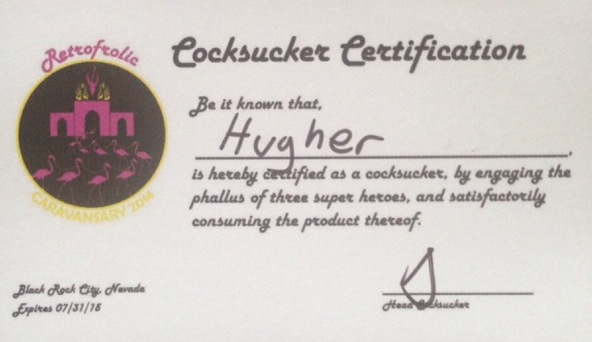 Retrofrolic
CARAVANSARY 2014
Cocksucker Certification
Be it known that,
Hugher
is hereby certified as a cocksucker, by engaging the
phallus of three super heroes, and satisfactorily
consuming the product thereof.
Black Rock City, Nevada
Expires 07/31/15
Head Cocksucker